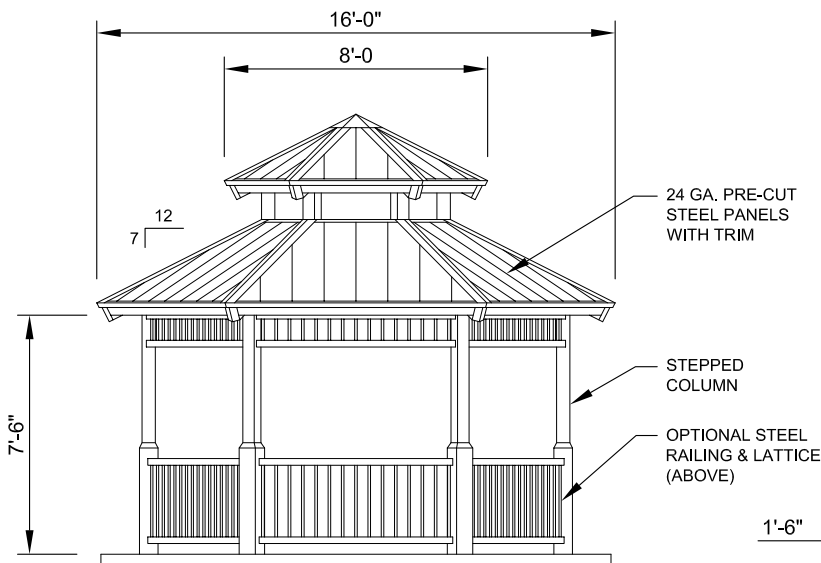 16'-0"
8'-0
24 GA. PRE-CUT
STEEL PANELS
WITH TRIM
12
7
STEPPED
COLUMN
7'-6"
OPTIONAL STEEL
RAILING & LATTICE
(ABOVE)
1'-6"